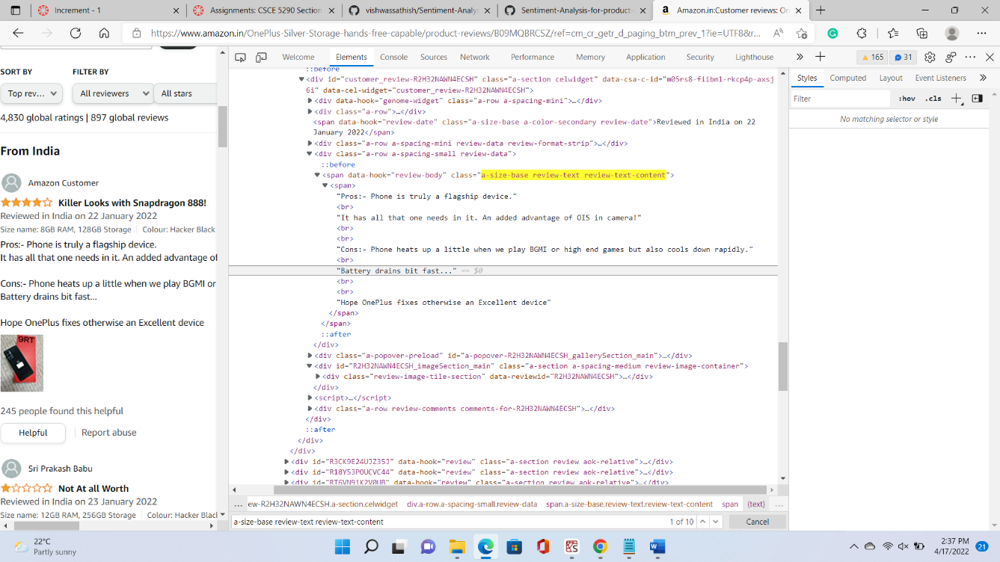 Increment - 1
Assignments: CSCE 5290 Section
vishwassathish/Sentiment-Analys
Sentiment-Analysis-for-product-
Amazon.in:Customer reviews: On
https://www.amazon.in/OnePlus-Silver-Storage-hands-free-capable/product-reviews/B09MQBRCSZ/ref=cm_cr_getr_d_paging_btm_prev_1?ie=UTF8&r...
Welcome
Elements
Console
Sources
Network
Performance
Memory
Application
Security
Lighthouse
165
31
SORT BY
FILTER BY
Top rev...
All reviewers
All stars
4,830 global ratings | 897 global reviews
From India
Amazon Customer
Killer Looks with Snapdragon 888!
Reviewed in India on 22 January 2022
Size name: 8GB RAM, 128GB Storage
Colour: Hacker Black
Pros:- Phone is truly a flagship device.
It has all that one needs in it. An added advantage of
Cons:- Phone heats up a little when we play BGMI or
Battery drains bit fast...
Hope OnePlus fixes otherwise an Excellent device
9RT
245 people found this helpful
Helpful
Report abuse
Sri Prakash Babu
Not At all Worth
Reviewed in India on 23 January 2022
Size name: 12GB RAM, 256GB Storage
Colour: Hacker Blacl
::before
<div id="customer_review-R2H32NAWN4ECSH" class="a-section celwidget" data-csa-c-id="m05rs8-fiibm1-rkcp4p-axsj
6i" data-cel-widget="customer_review-R2H32NAWN4ECSH">
<div data-hook="genome-widget" class="a-row a-spacing-mini">…</div>
<div class="a-row">…</div>
<span data-hook="review-date" class="a-size-base a-color-secondary review-date">Reviewed in India on 22
January 2022</span>
<div class="a-row a-spacing-mini review-data review-format-strip">…</div>
<div class="a-row a-spacing-small review-data">
::before
<span data-hook="review-body" class="a-size-base review-text review-text-content">
<span>
"Pros:- Phone is truly a flagship device."
<br>
"It has all that one needs in it. An added advantage of OIS in camera!"
<br>
<br>
"Cons:- Phone heats up a little when we play BGMI or high end games but also cools down rapidly."
<br>
"Battery drains bit fast..." == $0
<br>
<br>
"Hope OnePlus fixes otherwise an Excellent device"
</span>
</span>
::after
</div>
<div class="a-popover-preload" id="a-popover-R2H32NAWN4ECSH_gallerySection_main">…</div>
<div id="R2H32NAWN4ECSH_imageSection_main" class="a-section a-spacing-medium review-image-container">
<div class="review-image-tile-section" data-reviewid="R2H32NAWN4ECSH">…</div>
</div>
<script>…</script>
<div class="a-row review-comments comments-for-R2H32NAWN4ECSH">…</div>
</div>
::after
</div>
</div>
<div id="R3CK9E24UJZ35J" data-hook="review" class="a-section review aok-relative">…</div>
<div id="R18Y53POUCVC44" data-hook="review" class="a-section review aok-relative">…</div>
<div id="RT6VN91K2V0UB" data-hook="review" class="a-section review aok-relative">…</div>
... ew-R2H32NAWN4ECSH.a-section.celwidget
div.a-row.a-spacing-small.review-data
span.a-size-base.review-text.review-text-content
span
(text)
...
a-size-base review-text review-text-content
1 of 10
Cancel
Styles
Computed
Layout
Event Listeners
Filter
:hov
.cls
No matching selector or style
22°C
Partly sunny
2:37 PM
4/17/2022
21